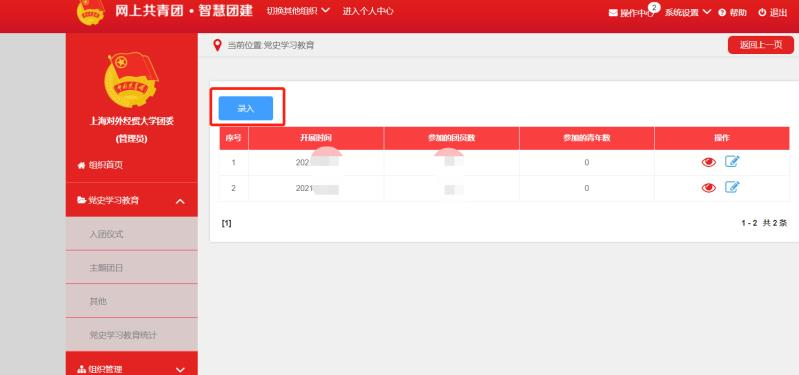 网上共青团·智慧团建 切换其他组织 进入个人中心 操作中心 2 系统设置 帮助 退出
当前位置:党史学习教育 返回上一页
上海对外经贸大学团委
(管理员)
组织首页
党史学习教育
入团仪式
主题团日
其他
党史学习教育统计
组织管理
录入
序号 开展时间 参加的团员数 参加的青年数 操作
1 202 0
2 2021 0
[1] 1 - 2 共 2 条